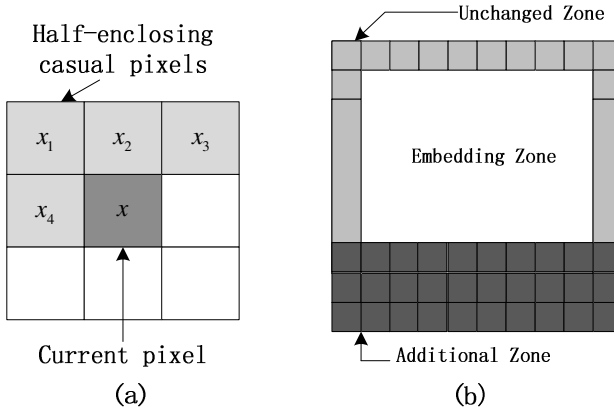 Half-enclosing
casual pixels
x1 x2 x3
x4 x
Current pixel
(a)
Unchanged Zone
Embedding Zone
Additional Zone
(b)